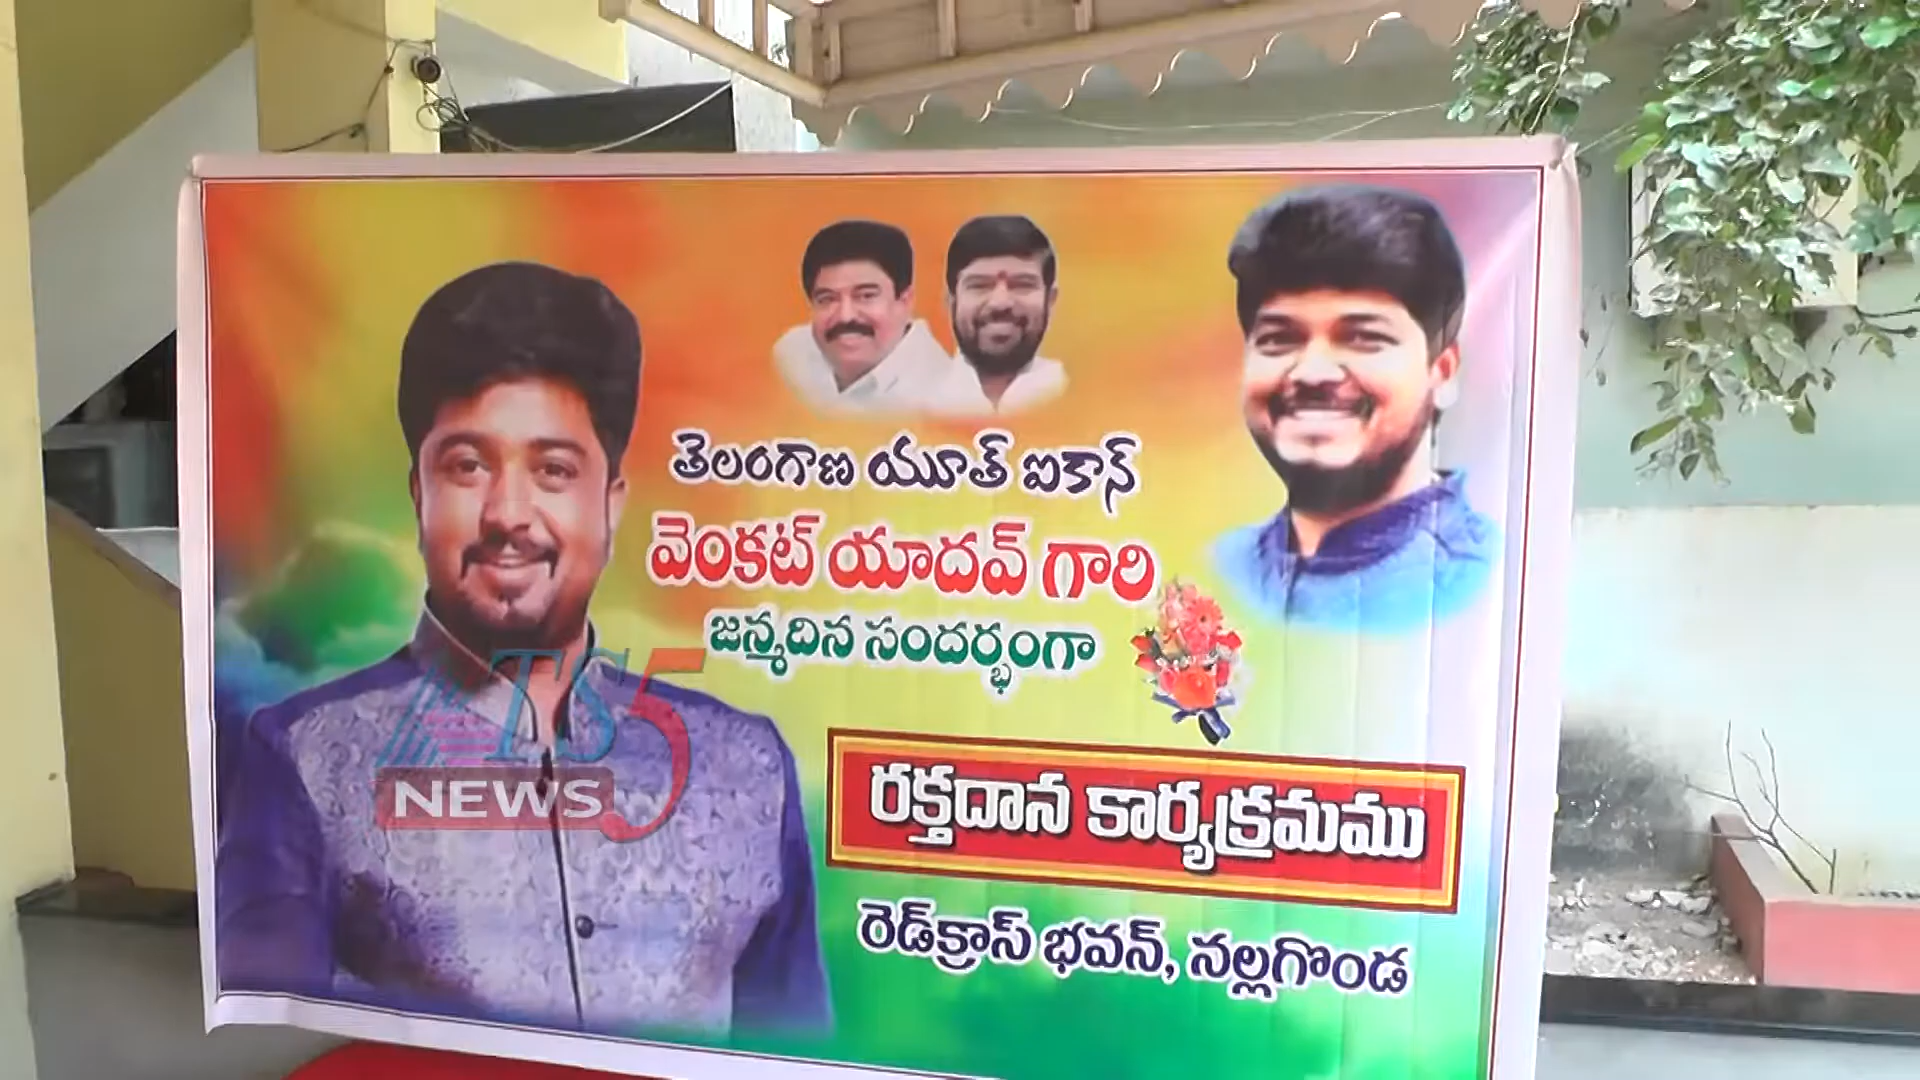 తెలంగాణ యూత్ ఐకాన్
వెంకట్ యాదవ్ గారి
జన్మదిన సందర్భంగా
రక్తదాన కార్యక్రమము
రెడ్‌క్రాస్ భవన్, నల్లగొండ
TS5
NEWS